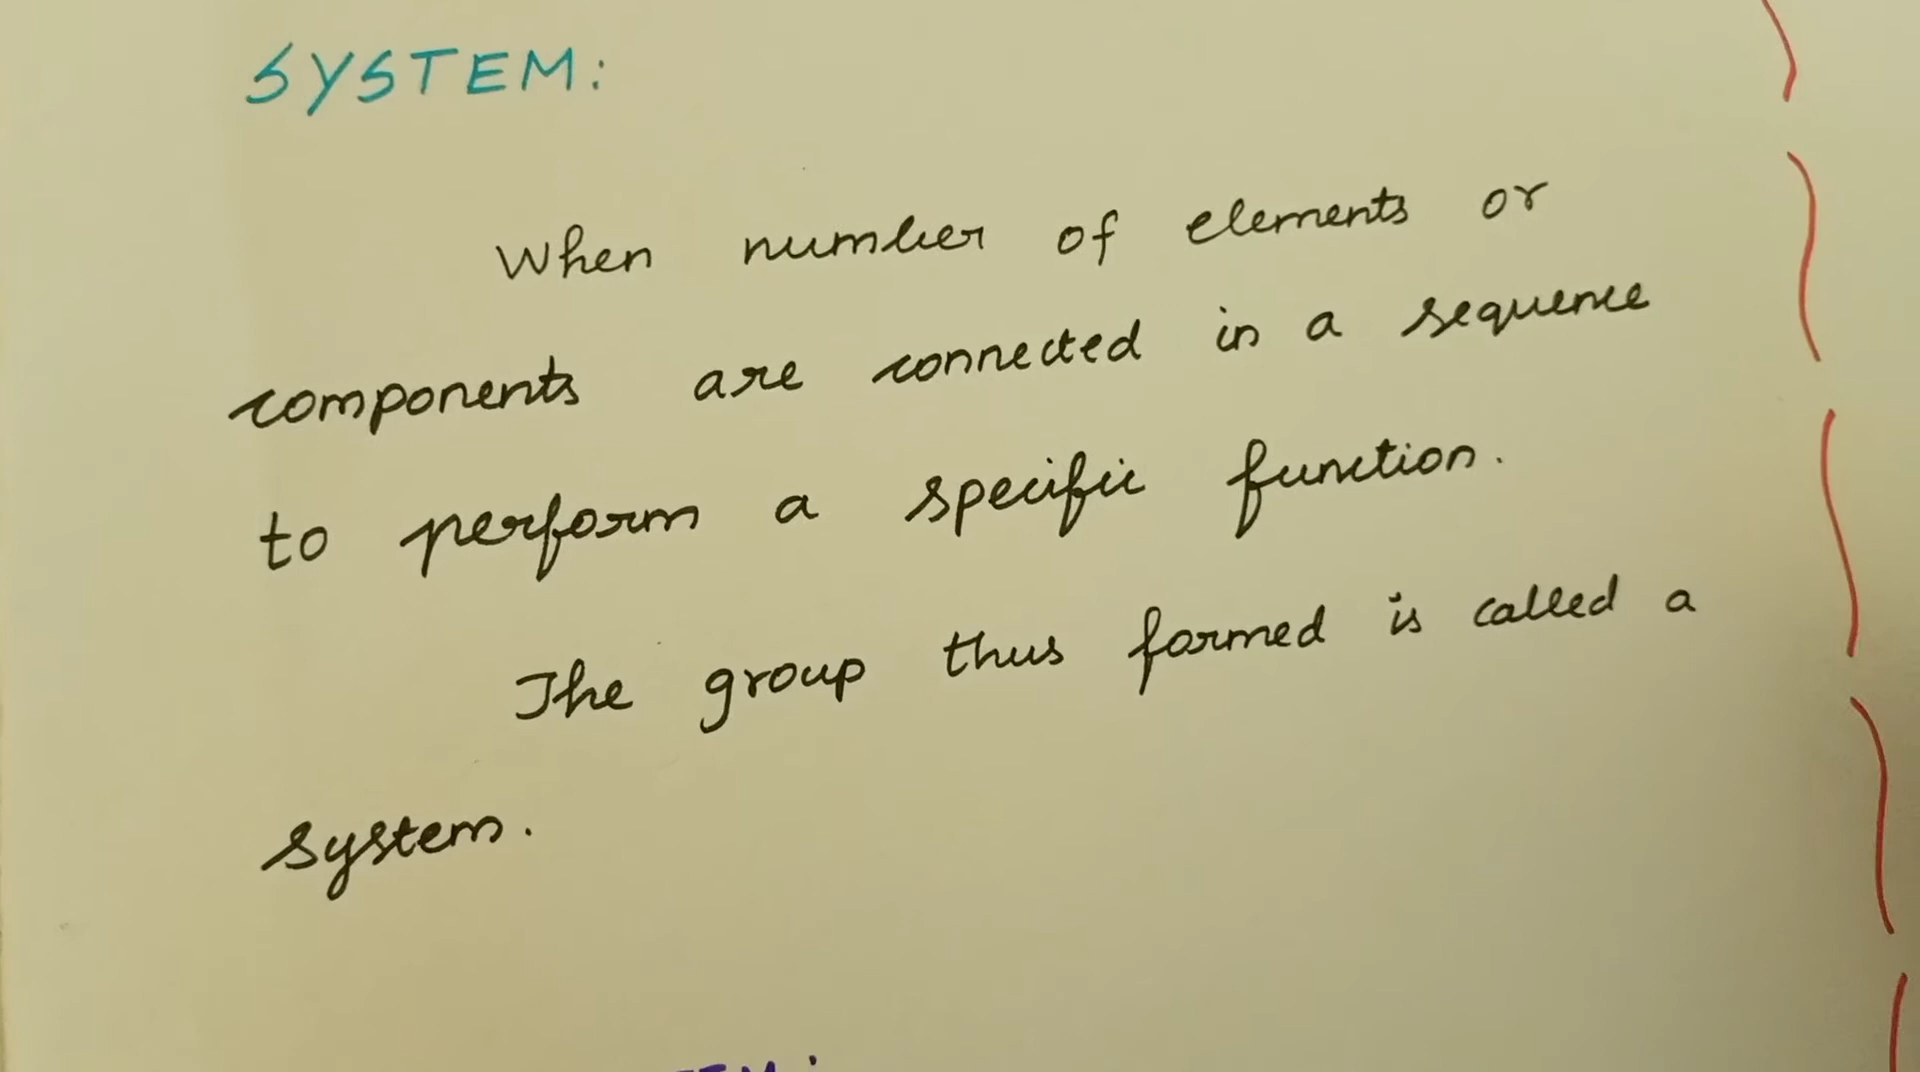 SYSTEM:
When number of elements or
components are connected in a sequence
to perform a specific function.
The group thus formed is called a
system.